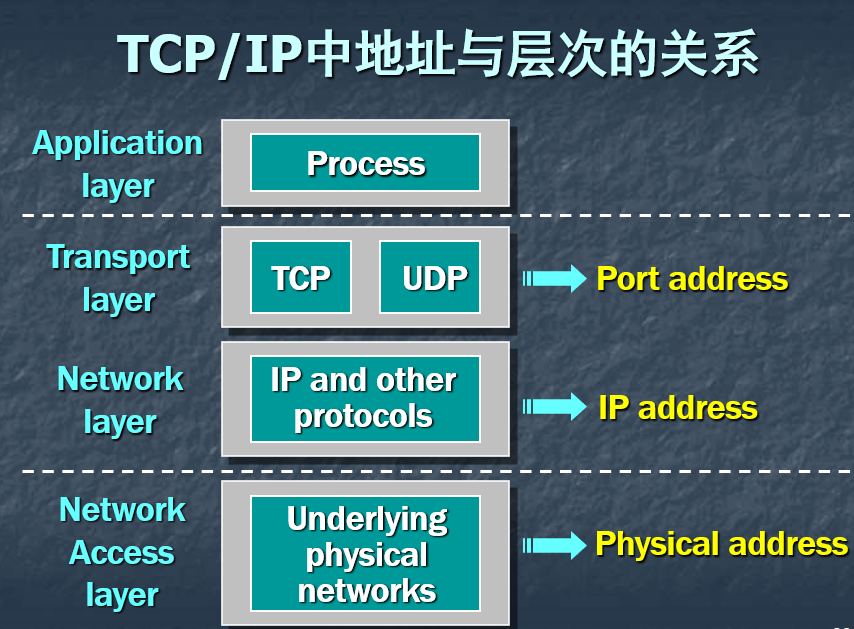 TCP/IP中地址与层次的关系
Application
layer
Process
Transport
layer
TCP
UDP
Port address
Network
layer
IP and other
protocols
IP address
Network
Access
layer
Underlying
physical
networks
Physical address